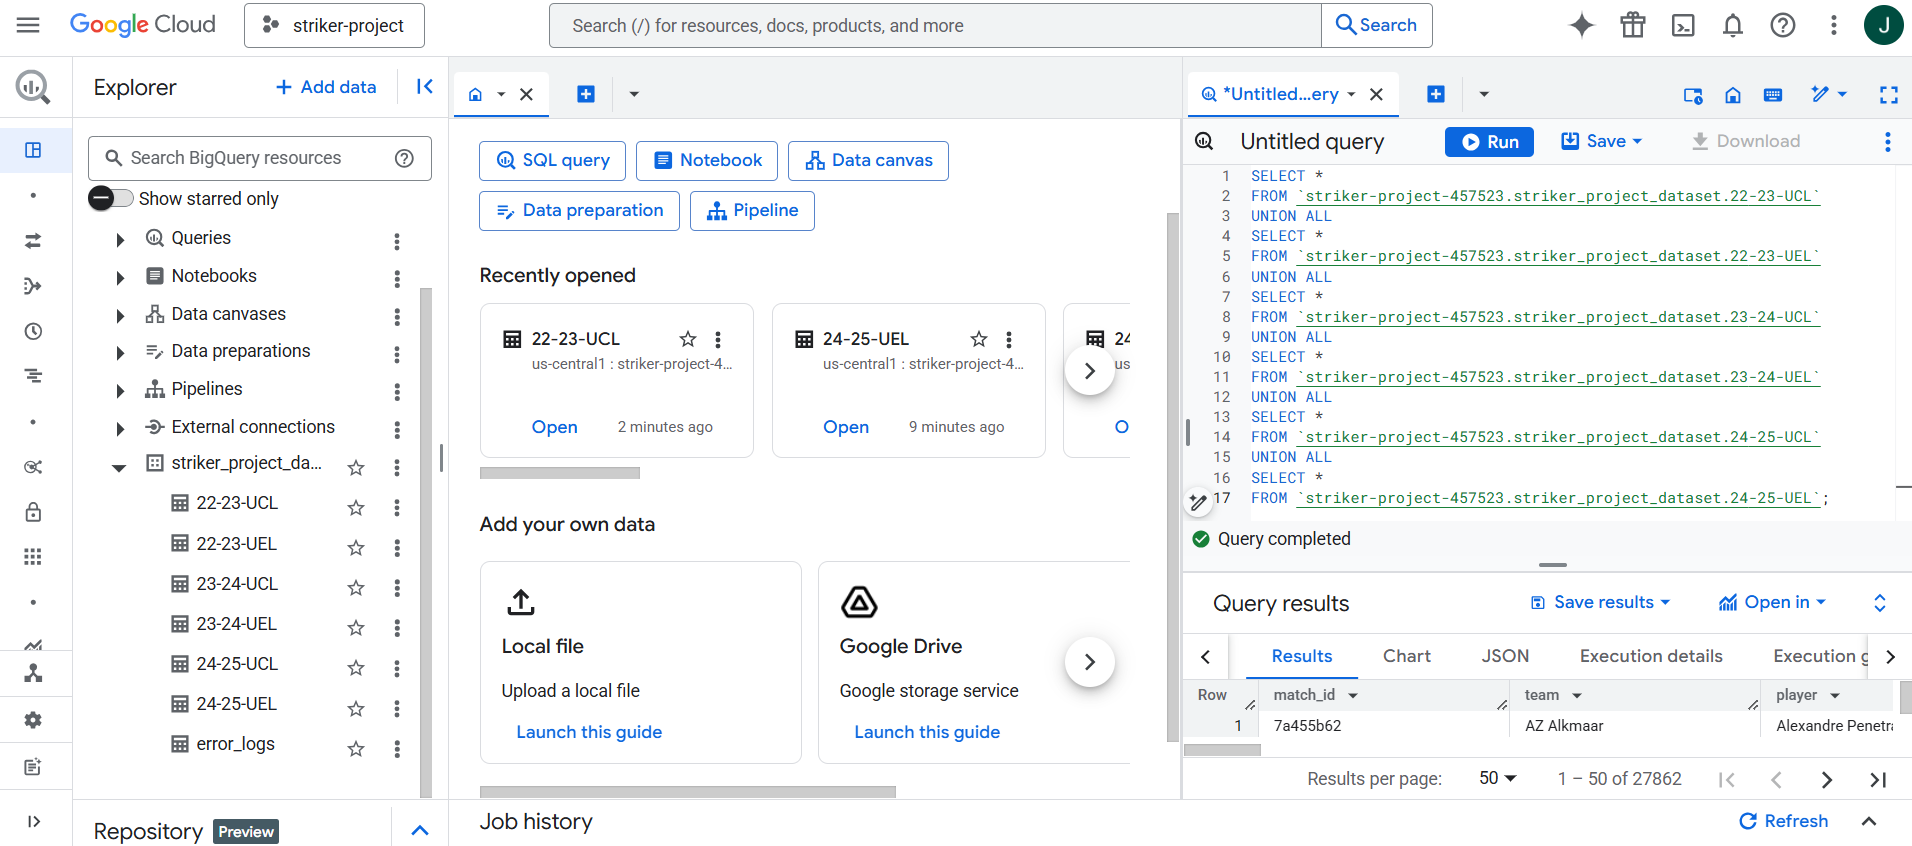 Google Cloud
striker-project
Search (/) for resources, docs, products, and more
Search
J
Explorer
+ Add data
Search BigQuery resources
Show starred only
Queries
Notebooks
Data canvases
Data preparations
Pipelines
External connections
striker_project_da...
22-23-UCL
22-23-UEL
23-24-UCL
23-24-UEL
24-25-UCL
24-25-UEL
error_logs
Repository Preview
SQL query
Notebook
Data canvas
Data preparation
Pipeline
Recently opened
22-23-UCL
us-central1 : striker-project-4...
Open 2 minutes ago
24-25-UEL
us-central1 : striker-project-4...
Open 9 minutes ago
24
us
O
Add your own data
Local file
Upload a local file
Launch this guide
Google Drive
Google storage service
Launch this guide
Job history
Refresh
*Untitled...ery
Untitled query
Run
Save
Download
1 SELECT *
2 FROM `striker-project-457523.striker_project_dataset.22-23-UCL`
3 UNION ALL
4 SELECT *
5 FROM `striker-project-457523.striker_project_dataset.22-23-UEL`
6 UNION ALL
7 SELECT *
8 FROM `striker-project-457523.striker_project_dataset.23-24-UCL`
9 UNION ALL
10 SELECT *
11 FROM `striker-project-457523.striker_project_dataset.23-24-UEL`
12 UNION ALL
13 SELECT *
14 FROM `striker-project-457523.striker_project_dataset.24-25-UCL`
15 UNION ALL
16 SELECT *
17 FROM `striker-project-457523.striker_project_dataset.24-25-UEL`;
Query completed
Query results
Save results
Open in
Results Chart JSON Execution details Execution g
Row match_id team player
1 7a455b62 AZ Alkmaar Alexandre Penetra
Results per page: 50 1 – 50 of 27862